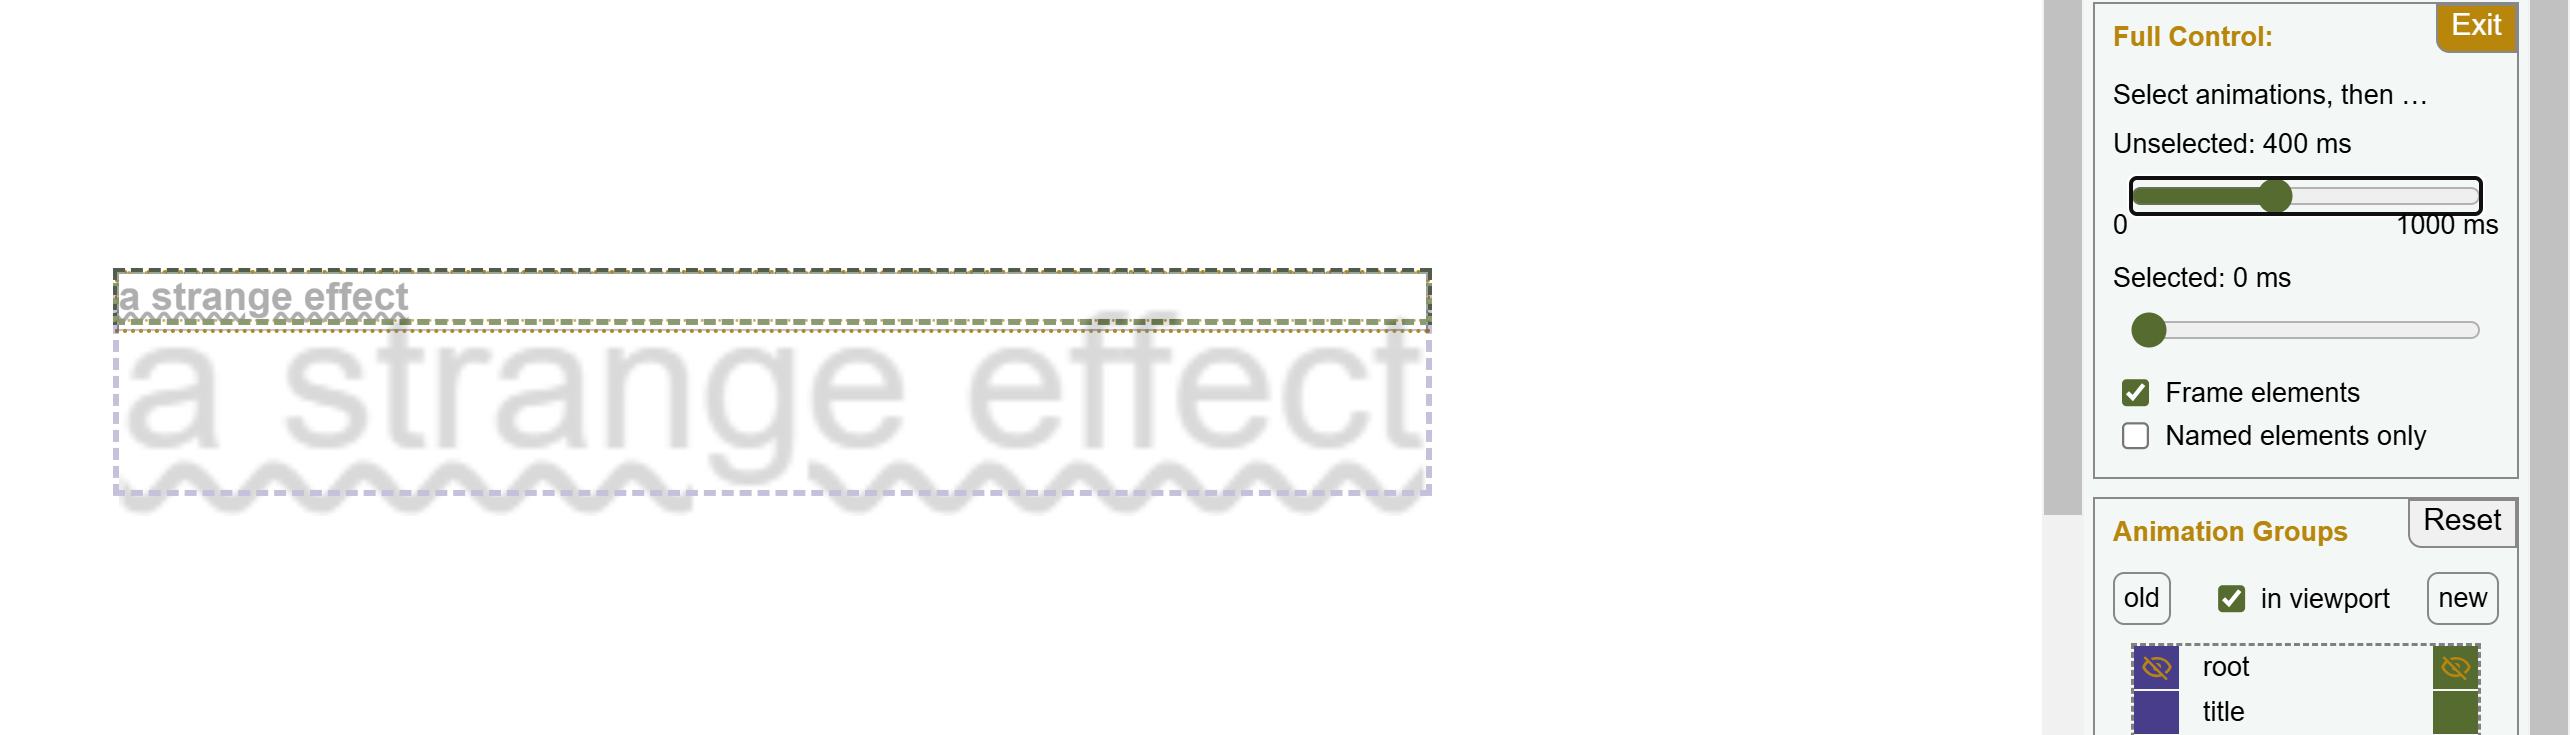 a strange effect
a strange effect
Full Control:
Exit
Select animations, then …
Unselected: 400 ms
0
1000 ms
Selected: 0 ms
Frame elements
Named elements only
Animation Groups
Reset
old
in viewport
new
root
title